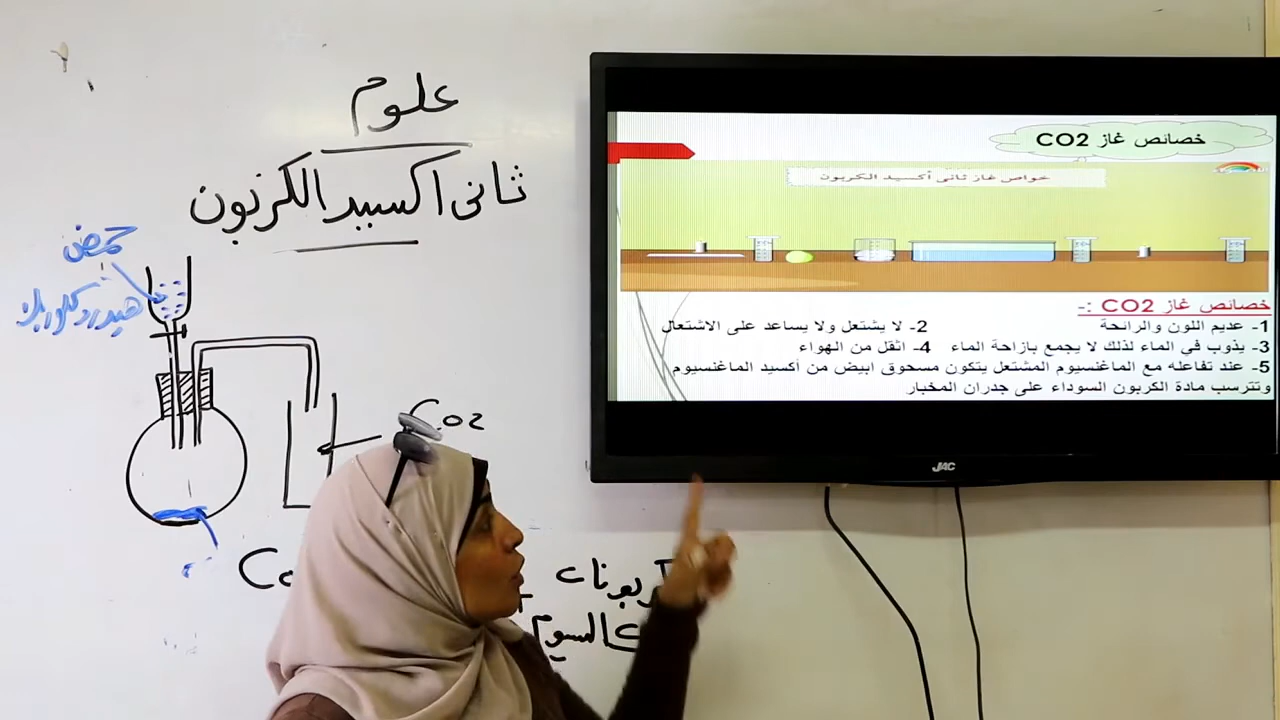 علوم
ثانى اكسيد الكربون
حمض
هيدروكلوريك
CO2
كربونات
خصائص غاز CO2
خواص غاز ثانى أكسيد الكربون
خصائص غاز CO2 :-
1- عديم اللون والرائحة 2- لا يشتعل ولا يساعد على الاشتعال
3- يذوب في الماء لذلك لا يجمع بازاحة الماء 4- اثقل من الهواء
5- عند تفاعله مع الماغنسيوم المشتعل يتكون مسحوق ابيض من أكسيد الماغنسيوم
وتترسب مادة الكربون السوداء على جدران المخبار
JAC